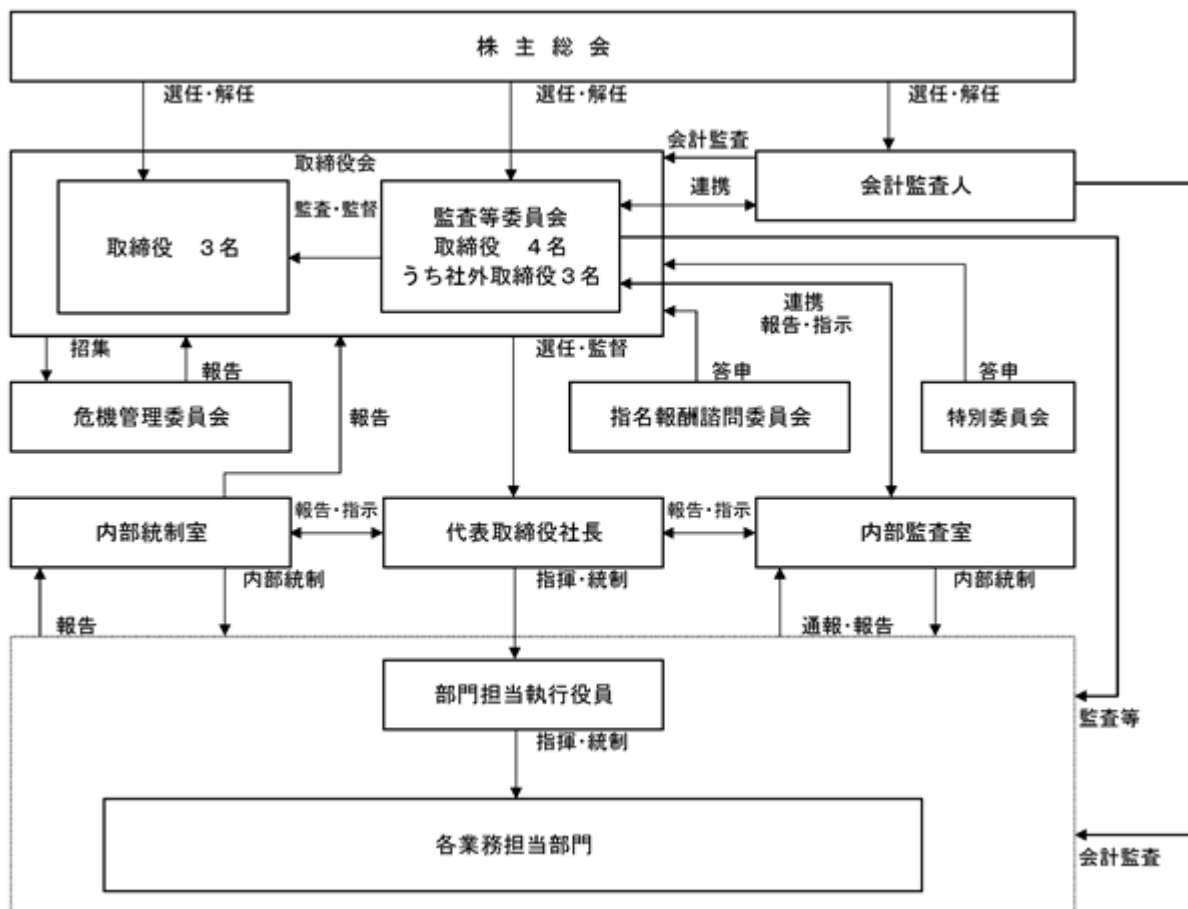 株 主 総 会
選任・解任
選任・解任
選任・解任
取締役会
会計監査
会計監査人
連携
取締役 3名
監査・監督
監査等委員会
取締役 4名
うち社外取締役3名
連携
報告・指示
招集
報告
選任・監督
答申
答申
危機管理委員会
報告
指名報酬諮問委員会
特別委員会
内部統制室
報告・指示
代表取締役社長
報告・指示
内部監査室
内部統制
指揮・統制
内部統制
報告
通報・報告
部門担当執行役員
監査等
指揮・統制
各業務担当部門
会計監査